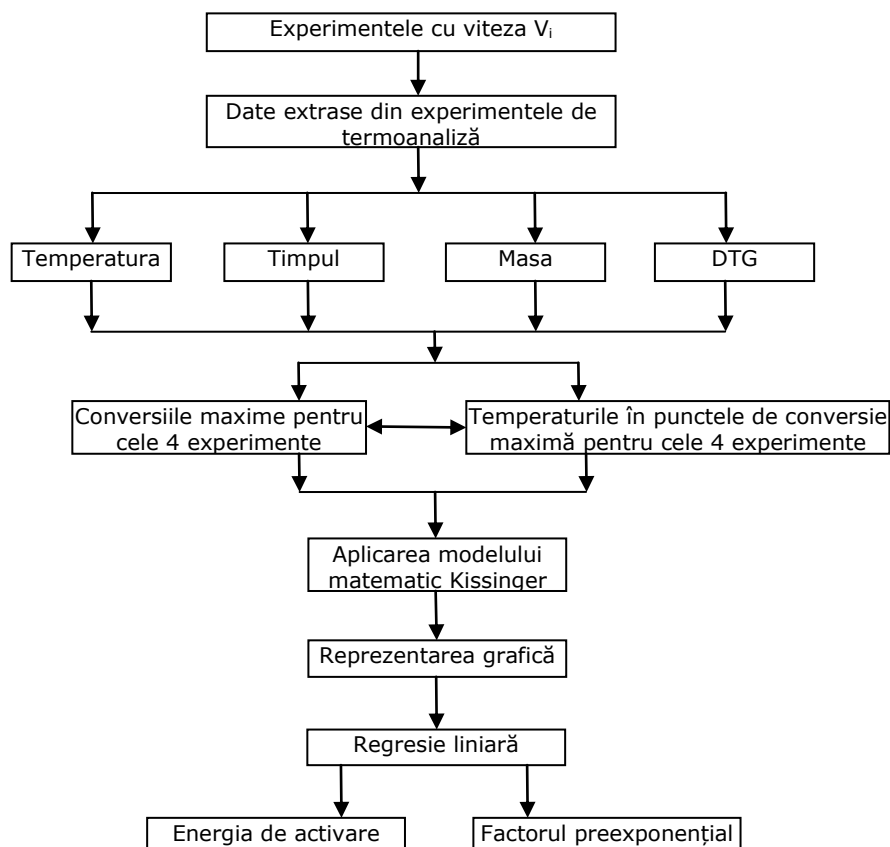 Experimentele cu viteza Vᵢ
Date extrase din experimentele de
termoanaliză
Temperatura
Timpul
Masa
DTG
Conversiile maxime pentru
cele 4 experimente
Temperaturile în punctele de conversie
maximă pentru cele 4 experimente
Aplicarea modelului
matematic Kissinger
Reprezentarea grafică
Regresie liniară
Energia de activare
Factorul preexponențial